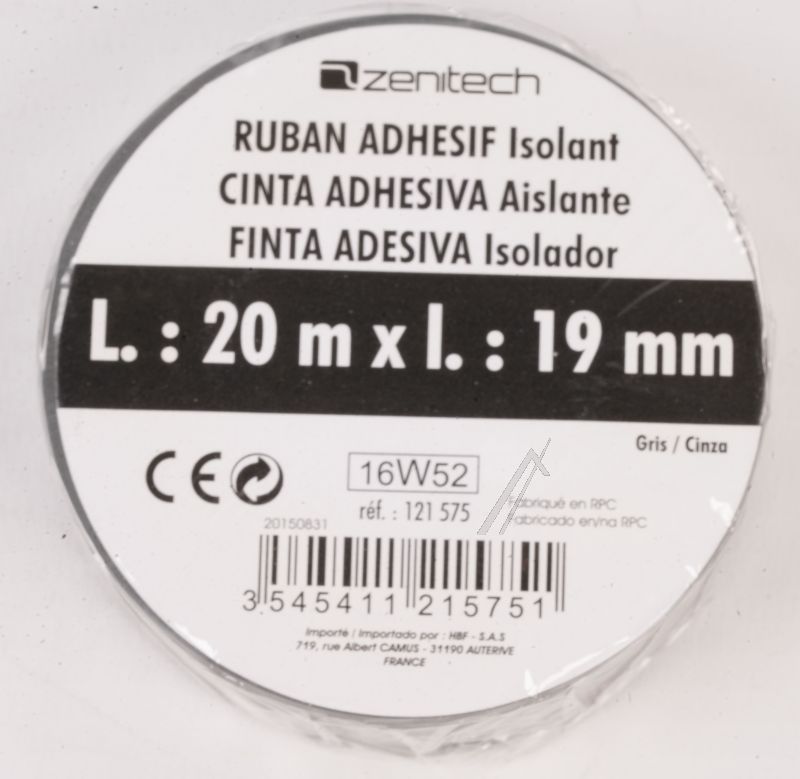 zenitech
RUBAN ADHESIF Isolant
CINTA ADHESIVA Aislante
FINTA ADESIVA Isolador
L. : 20 m x l. : 19 mm
Gris / Cinza
CE
16W52
réf. : 121 575
Fabriqué en RPC
Fabricado en/na RPC
20150831
3 545411 215751
Importé / Importado por : HBF - S.A.S
719, rue Albert CAMUS - 31190 AUTERIVE
FRANCE